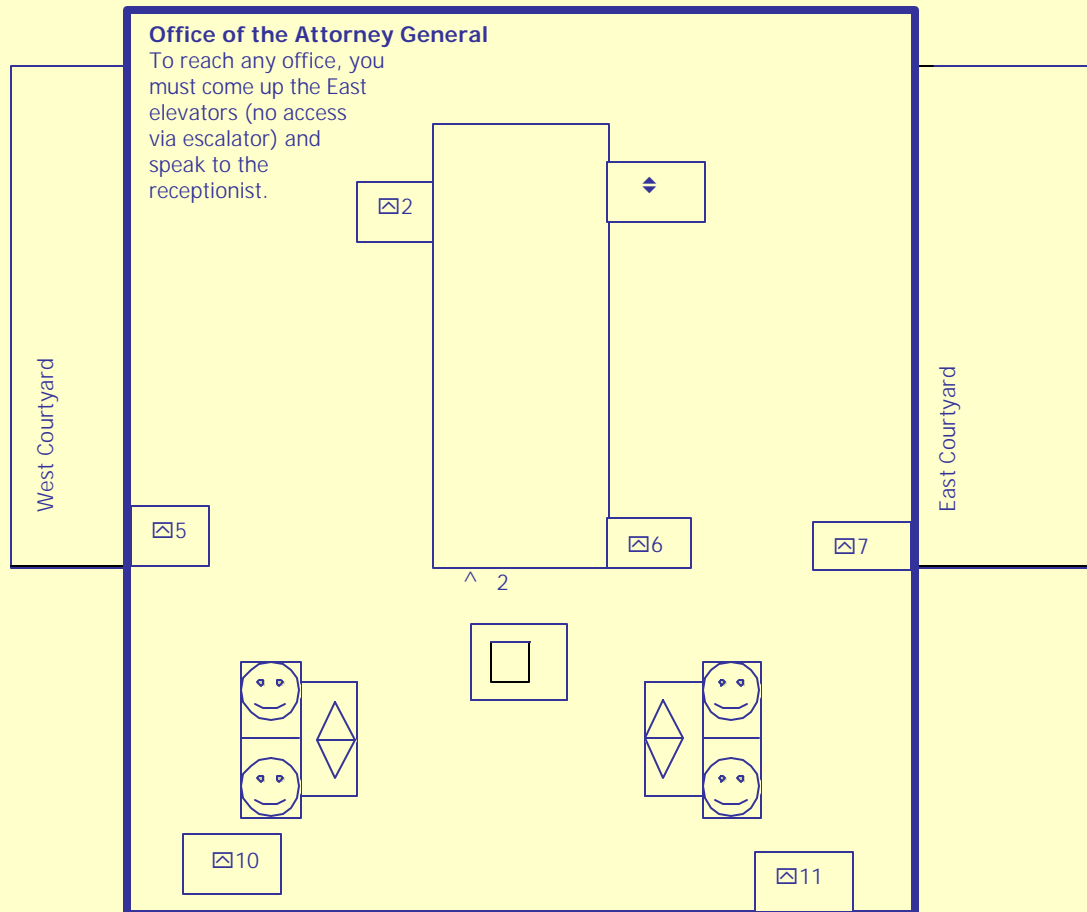 Office of the Attorney General
To reach any office, you
must come up the East
elevators (no access
via escalator) and
speak to the
receptionist.
2
West Courtyard
East Courtyard
5
6
7
^ 2
10
11